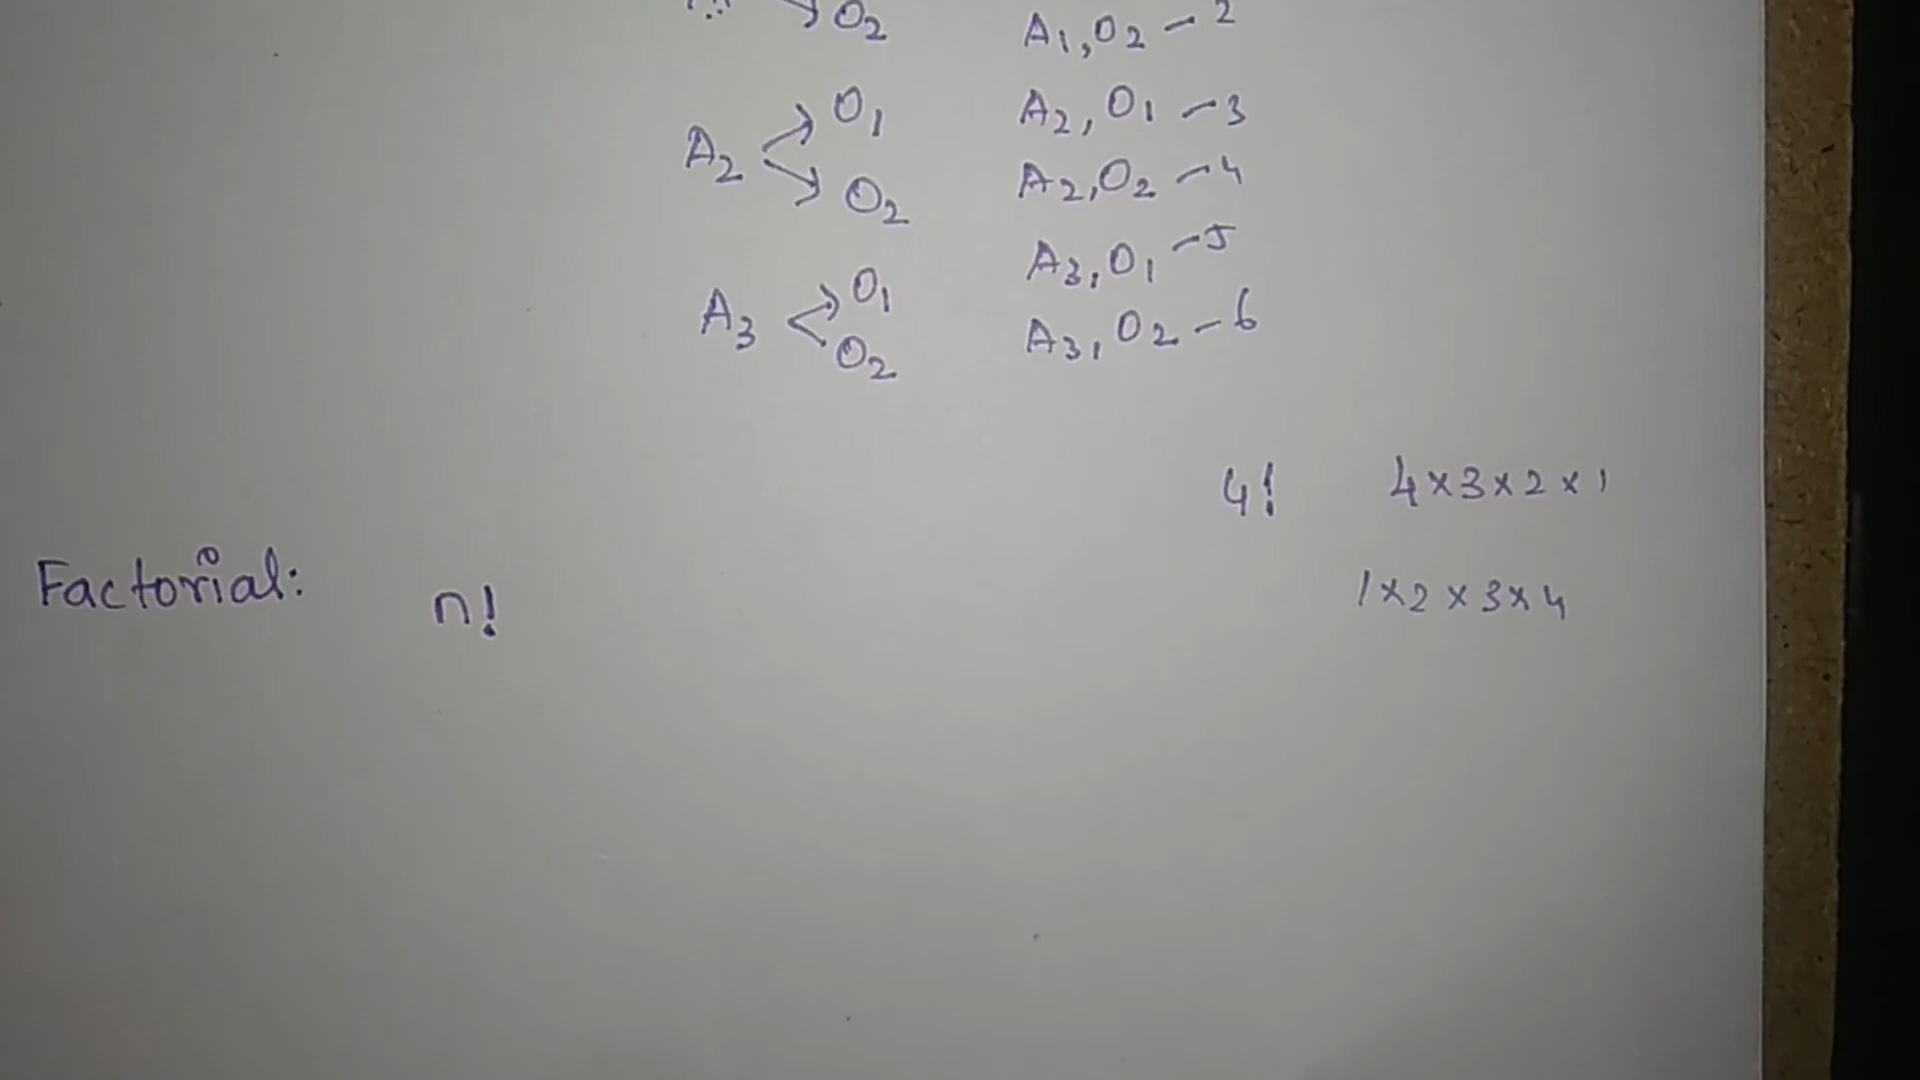 O2 A1,O2 - 2
O1 A2, O1 - 3
A2 O2 A2,O2 - 4
A3 O1 A3,O1 - 5
O2 A3, O2 - 6
4! 4×3×2×1
Factorial: n! 1×2×3×4